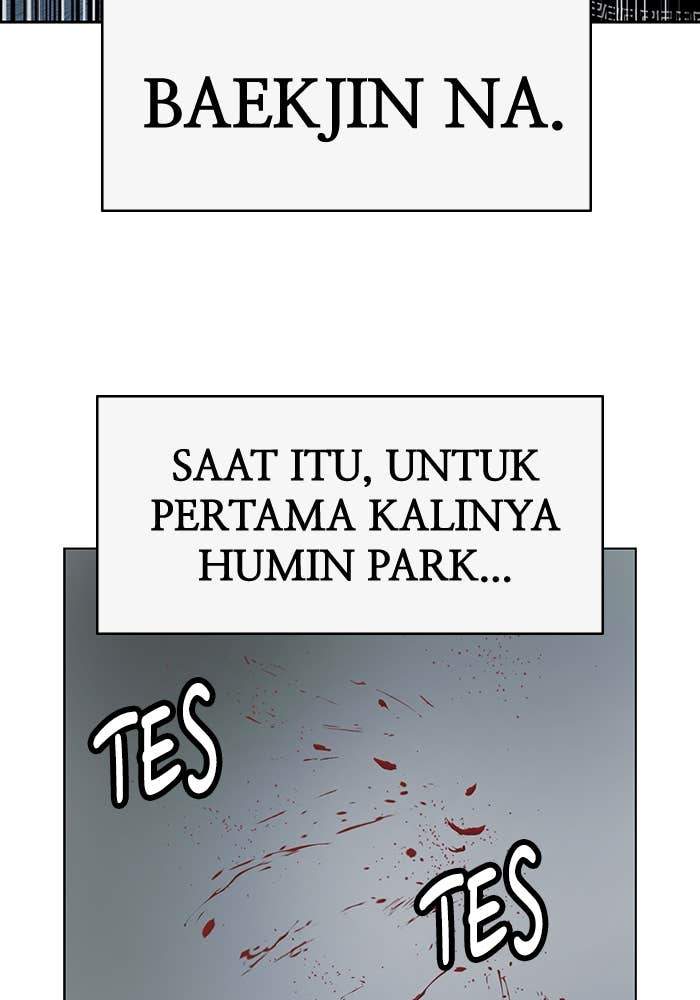 BAEKJIN NA.
SAAT ITU, UNTUK
PERTAMA KALINYA
HUMIN PARK...
TES
TES